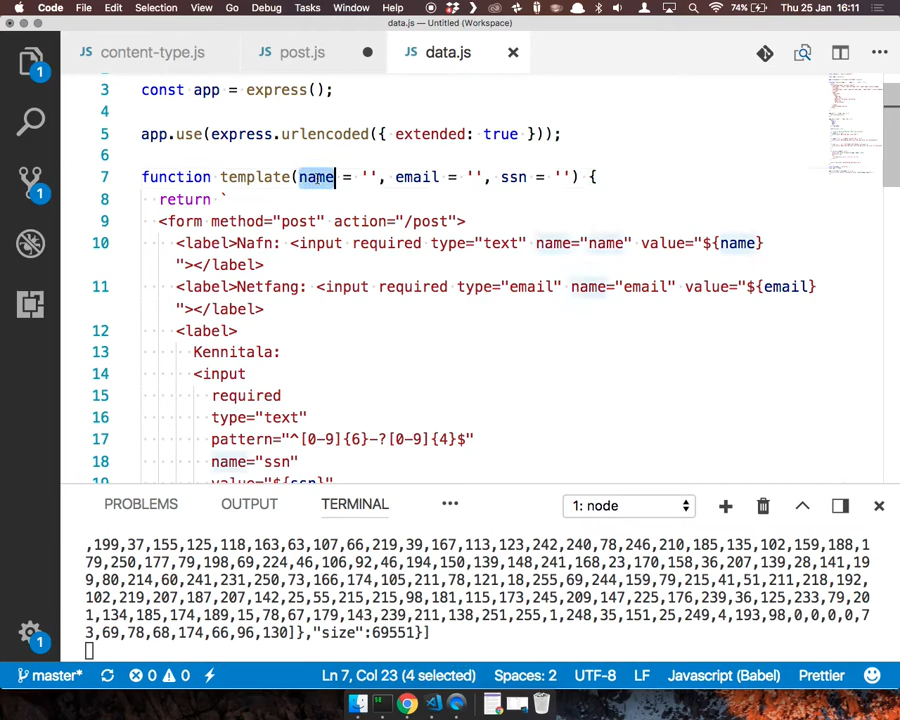 Code File Edit Selection View Go Debug Tasks Window Help 74% Thu 25 Jan 16:11
data.js — Untitled (Workspace)
JS content-type.js JS post.js JS data.js
3 const app = express();
4
5 app.use(express.urlencoded({ extended: true }));
6
7 function template(name = '', email = '', ssn = '') {
8 return `
9 <form method="post" action="/post">
10 <label>Nafn: <input required type="text" name="name" value="${name}
"></label>
11 <label>Netfang: <input required type="email" name="email" value="${email}
"></label>
12 <label>
13 Kennitala:
14 <input
15 required
16 type="text"
17 pattern="^[0-9]{6}-?[0-9]{4}$"
18 name="ssn"
19 value="${ssn}"
PROBLEMS OUTPUT TERMINAL 1: node
,199,37,155,125,118,163,63,107,66,219,39,167,113,123,242,240,78,246,210,185,135,102,159,188,1
79,250,177,79,198,69,224,46,106,92,46,194,150,139,148,241,168,23,170,158,36,207,139,28,141,19
9,80,214,60,241,231,250,73,166,174,105,211,78,121,18,255,69,244,159,79,215,41,51,211,218,192,
102,219,207,187,207,142,25,55,215,215,98,181,115,173,245,209,147,225,176,239,36,125,233,79,20
1,134,185,174,189,15,78,67,179,143,239,211,138,251,255,1,248,35,151,25,249,4,193,98,0,0,0,0,7
3,69,78,68,174,66,96,130]},"size":69551}]
master* 0 0 Ln 7, Col 23 (4 selected) Spaces: 2 UTF-8 LF Javascript (Babel) Prettier
1
1
1